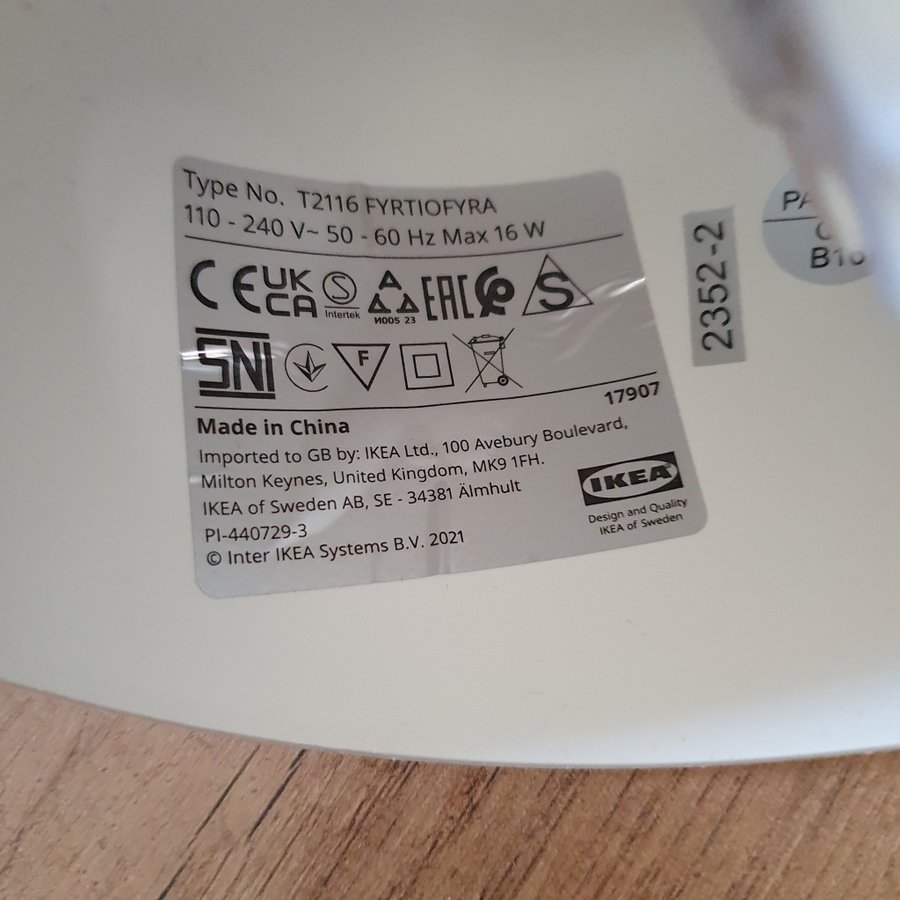 Type No. T2116 FYRTIOFYRA
110 - 240 V~ 50 - 60 Hz Max 16 W
CE UK CA S Intertek И005 23 EAC S
SNI F
17907
Made in China
Imported to GB by: IKEA Ltd., 100 Avebury Boulevard,
Milton Keynes, United Kingdom, MK9 1FH.
IKEA of Sweden AB, SE - 34381 Älmhult
PI-440729-3
© Inter IKEA Systems B.V. 2021
IKEA
Design and Quality
IKEA of Sweden
2352-2